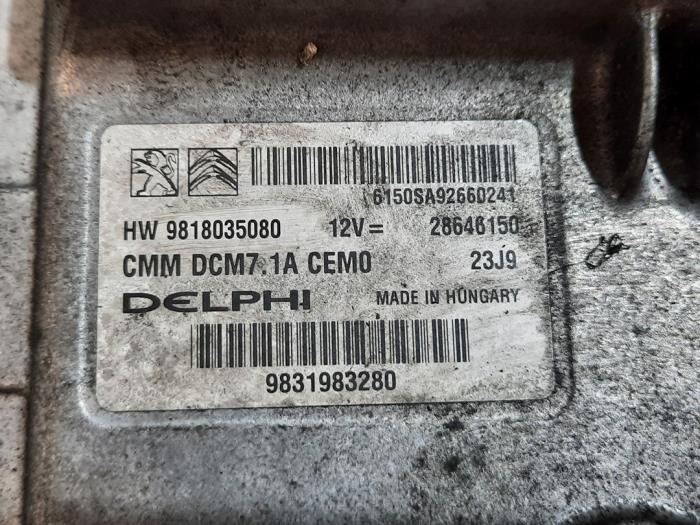 6150SA92660241
HW 9818035080 12V= 28646150
CMM DCM7.1A CEM0 23J9
DELPHI MADE IN HUNGARY
9831983280